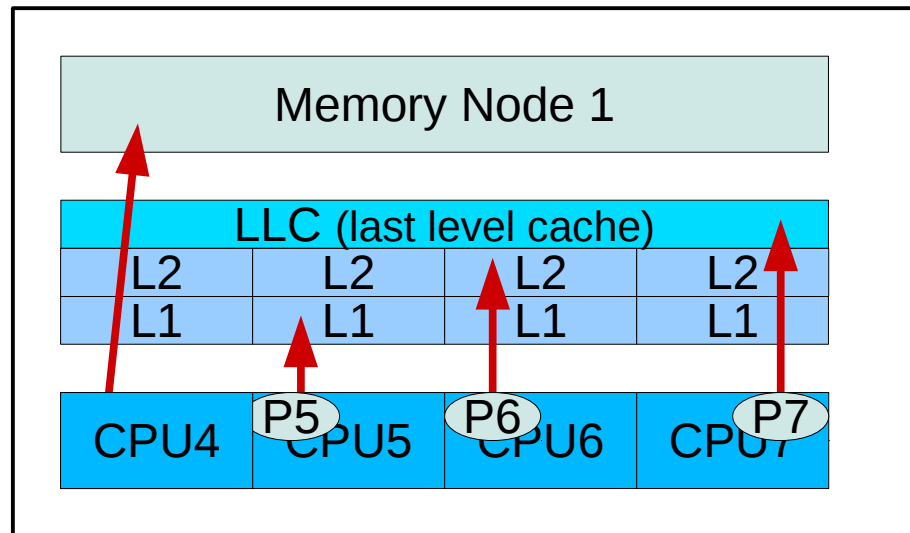 Memory Node 1
LLC (last level cache)
L2 L2 L2 L2
L1 L1 L1 L1
P5 P6 P7
CPU4 CPU5 CPU6 CPU7